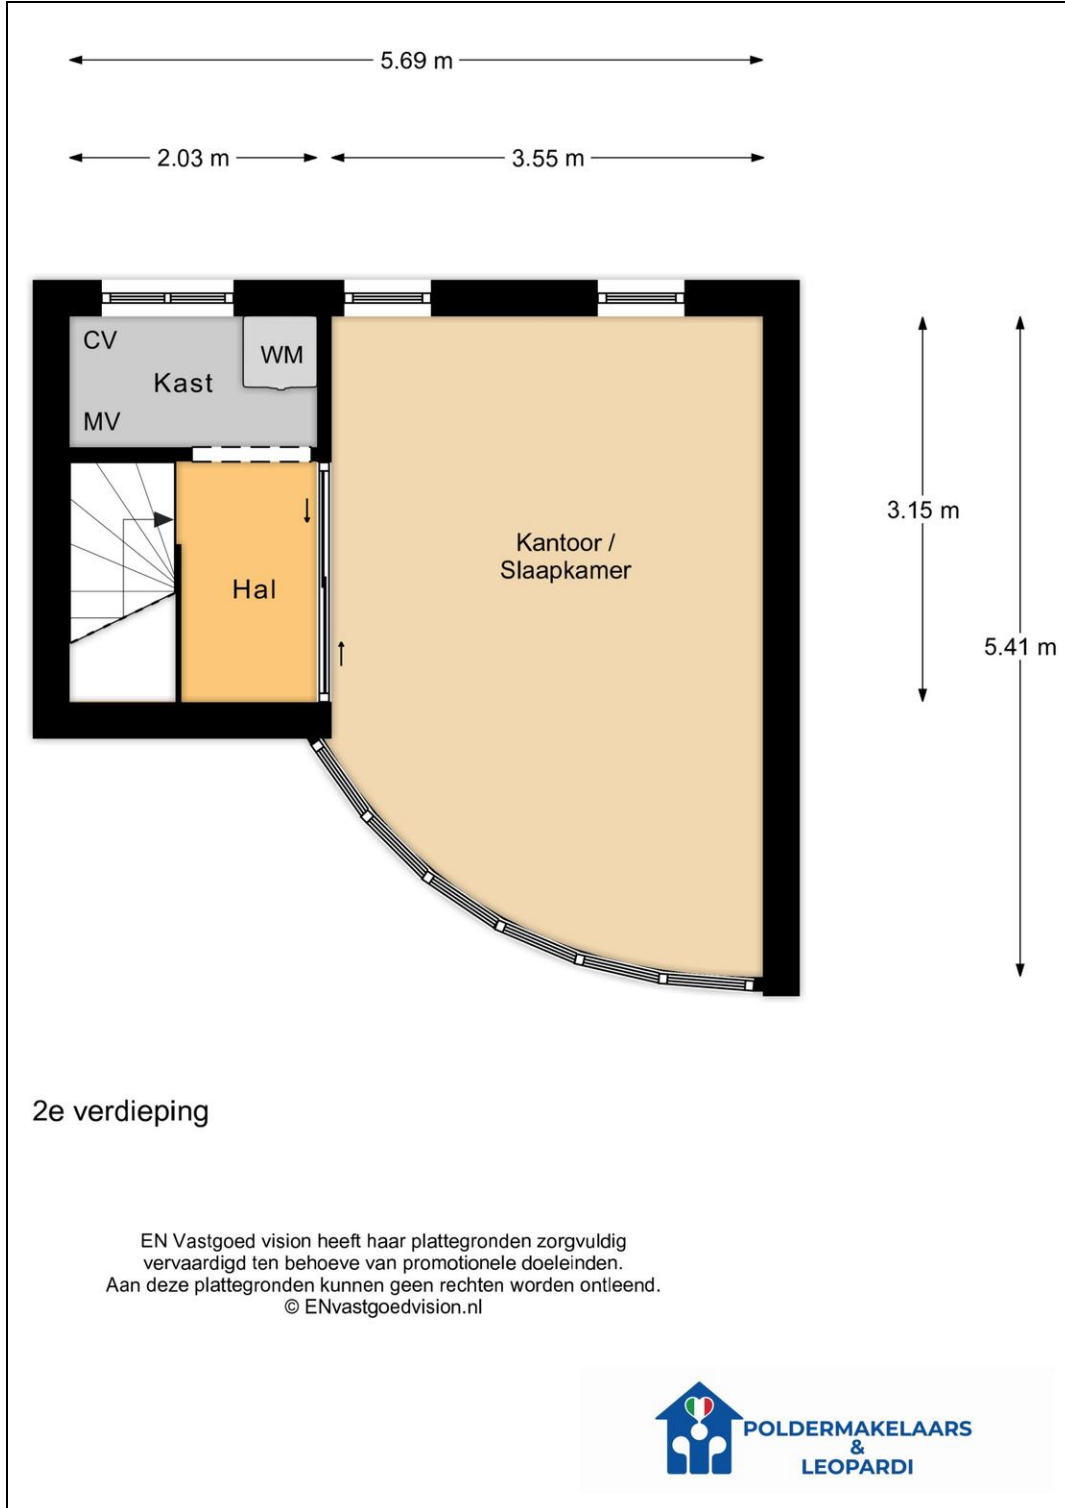 5.69 m
2.03 m
3.55 m
CV
WM
Kast
MV
3.15 m
Kantoor /
Slaapkamer
Hal
5.41 m
2e verdieping
EN Vastgoed vision heeft haar plattegronden zorgvuldig
vervaardigd ten behoeve van promotionele doeleinden.
Aan deze plattegronden kunnen geen rechten worden ontleend.
© ENvastgoedvision.nl
POLDERMAKELAARS
&
LEOPARDI